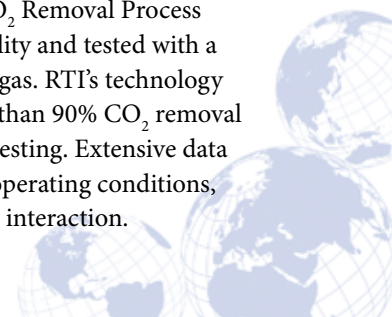 O₂ Removal Process
lity and tested with a
gas. RTI’s technology
than 90% CO₂ removal
esting. Extensive data
operating conditions,
interaction.